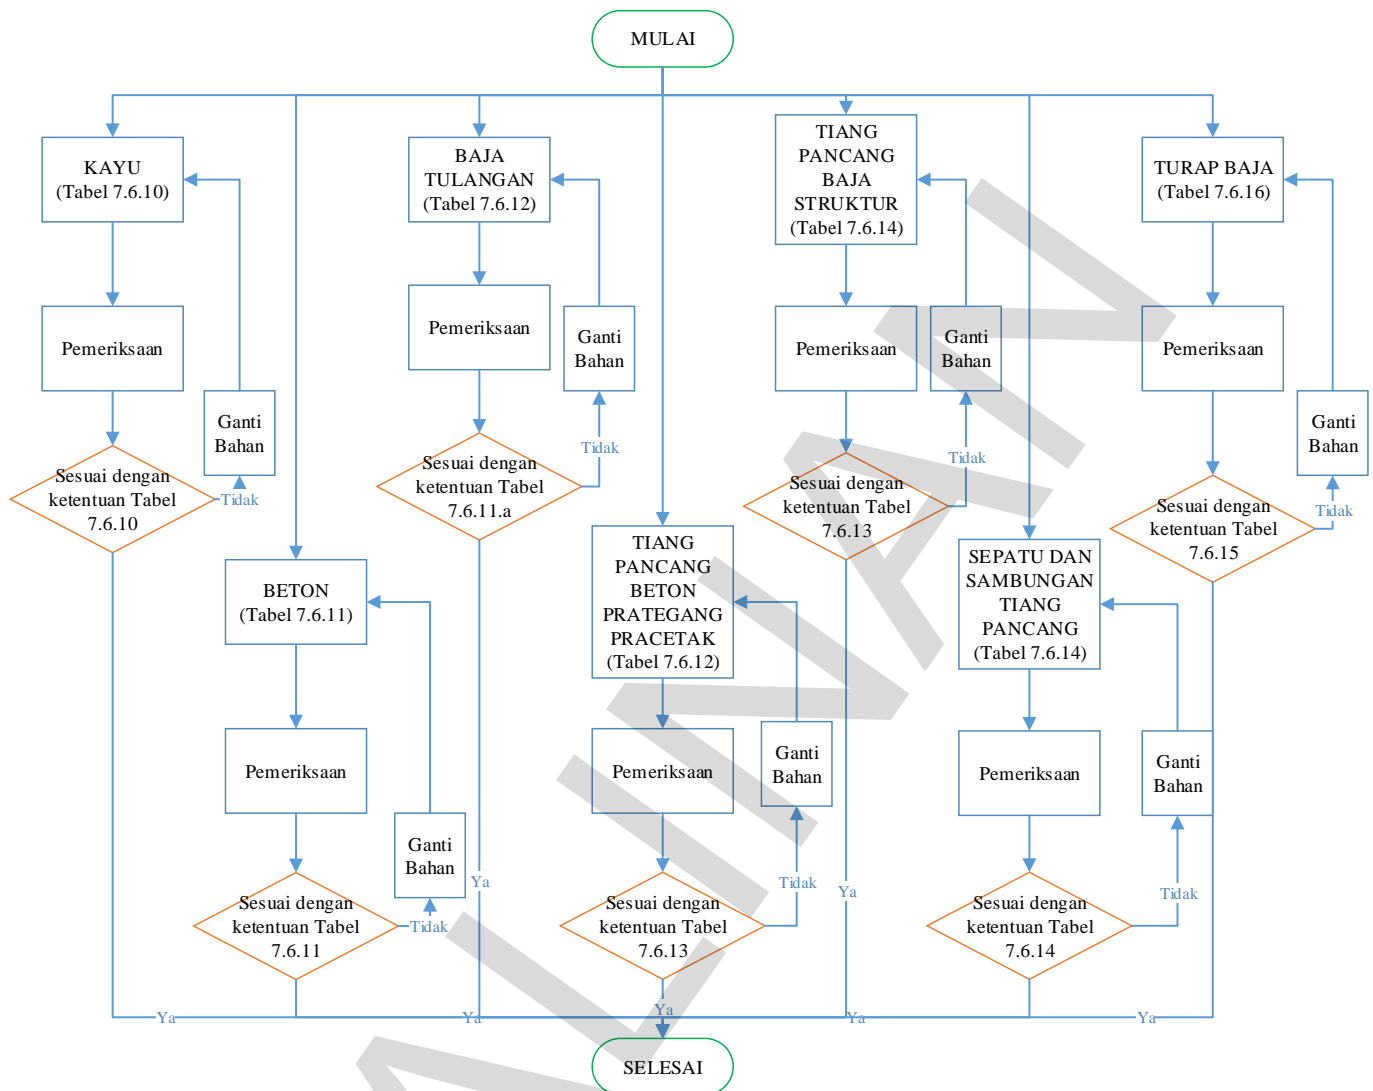 MULAI
KAYU
(Tabel 7.6.10)
Pemeriksaan
Ganti
Bahan
Sesuai dengan
ketentuan Tabel
7.6.10
Tidak
Ya
BETON
(Tabel 7.6.11)
Pemeriksaan
Ganti
Bahan
Sesuai dengan
ketentuan Tabel
7.6.11
Tidak
Ya
BAJA
TULANGAN
(Tabel 7.6.12)
Pemeriksaan
Ganti
Bahan
Sesuai dengan
ketentuan Tabel
7.6.11.a
Tidak
Ya
TIANG
PANCANG
BETON
PRATEGANG
PRACETAK
(Tabel 7.6.12)
Pemeriksaan
Ganti
Bahan
Sesuai dengan
ketentuan Tabel
7.6.13
Tidak
Ya
TIANG
PANCANG
BAJA
STRUKTUR
(Tabel 7.6.14)
Pemeriksaan
Ganti
Bahan
Sesuai dengan
ketentuan Tabel
7.6.13
Tidak
Ya
SEPATU DAN
SAMBUNGAN
TIANG
PANCANG
(Tabel 7.6.14)
Pemeriksaan
Ganti
Bahan
Sesuai dengan
ketentuan Tabel
7.6.14
Tidak
Ya
TURAP BAJA
(Tabel 7.6.16)
Pemeriksaan
Ganti
Bahan
Sesuai dengan
ketentuan Tabel
7.6.15
Tidak
Ya
SELESAI
ALINAN